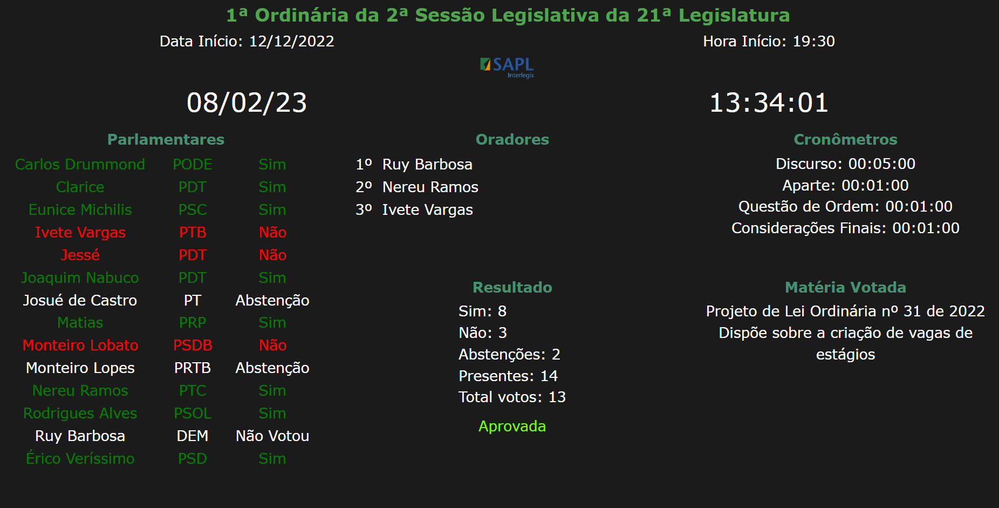 1ª Ordinária da 2ª Sessão Legislativa da 21ª Legislatura
Data Início: 12/12/2022
Hora Início: 19:30
SAPL
Interlegis
08/02/23
13:34:01
Parlamentares
Carlos Drummond PODE Sim
Clarice PDT Sim
Eunice Michilis PSC Sim
Ivete Vargas PTB Não
Jessé PDT Não
Joaquim Nabuco PDT Sim
Josué de Castro PT Abstenção
Matias PRP Sim
Monteiro Lobato PSDB Não
Monteiro Lopes PRTB Abstenção
Nereu Ramos PTC Sim
Rodrigues Alves PSOL Sim
Ruy Barbosa DEM Não Votou
Érico Veríssimo PSD Sim
Oradores
1º Ruy Barbosa
2º Nereu Ramos
3º Ivete Vargas
Cronômetros
Discurso: 00:05:00
Aparte: 00:01:00
Questão de Ordem: 00:01:00
Considerações Finais: 00:01:00
Resultado
Sim: 8
Não: 3
Abstenções: 2
Presentes: 14
Total votos: 13
Aprovada
Matéria Votada
Projeto de Lei Ordinária nº 31 de 2022
Dispõe sobre a criação de vagas de
estágios